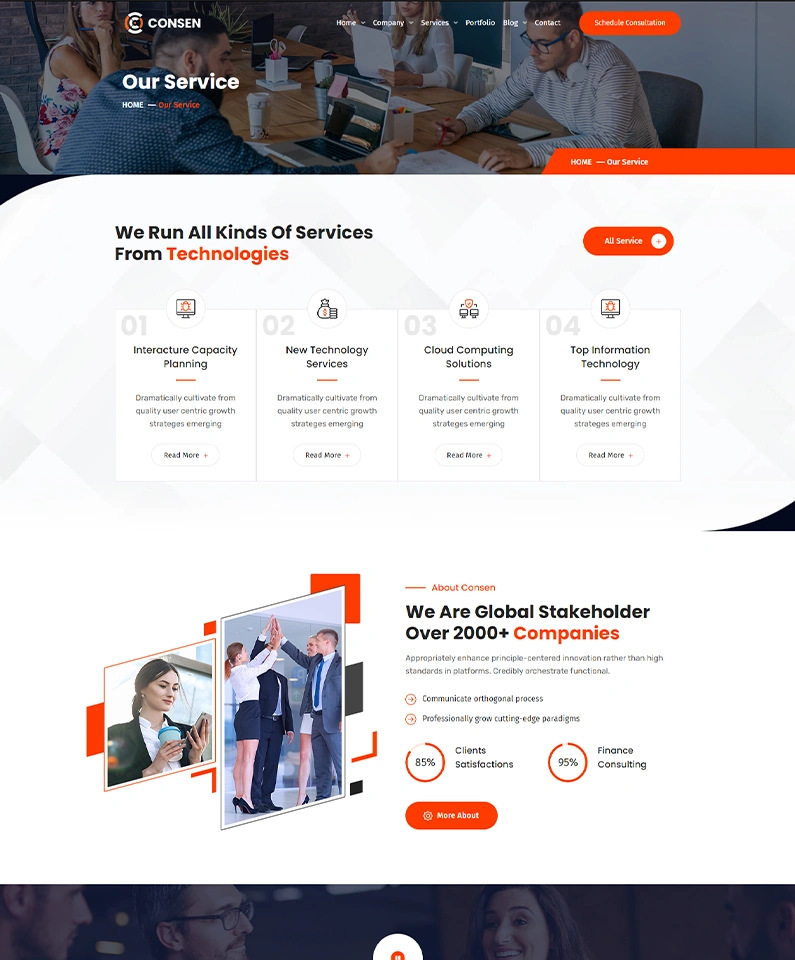 CONSEN
Home Company Services Portfolio Blog Contact Schedule Consultation
Our Service
HOME — Our Service
HOME — Our Service
We Run All Kinds Of Services
From Technologies
All Service +
01
Interacture Capacity
Planning
Dramatically cultivate from
quality user centric growth
strateges emerging
Read More +
02
New Technology
Services
Dramatically cultivate from
quality user centric growth
strateges emerging
Read More +
03
Cloud Computing
Solutions
Dramatically cultivate from
quality user centric growth
strateges emerging
Read More +
04
Top Information
Technology
Dramatically cultivate from
quality user centric growth
strateges emerging
Read More +
About Consen
We Are Global Stakeholder
Over 2000+ Companies
Appropriately enhance principle-centered innovation rather than high
standards in platforms. Credibly orchestrate functional.
Communicate orthogonal process
Professionally grow cutting-edge paradigms
85%
Clients
Satisfactions
95%
Finance
Consulting
More About